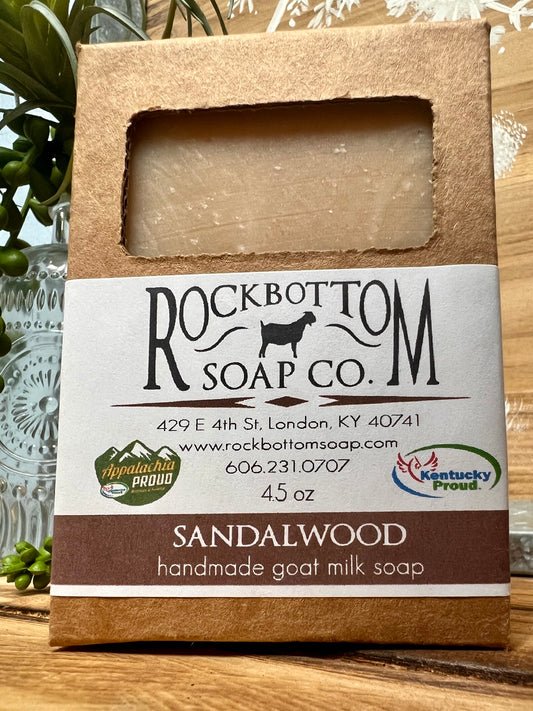 ROCKBOTTOM
SOAP CO.
429 E 4th St, London, KY 40741
www.rockbottomsoap.com
606.231.0707
4.5 oz
Appalachia
PROUD
Kentucky
Proud.
SANDALWOOD
handmade goat milk soap